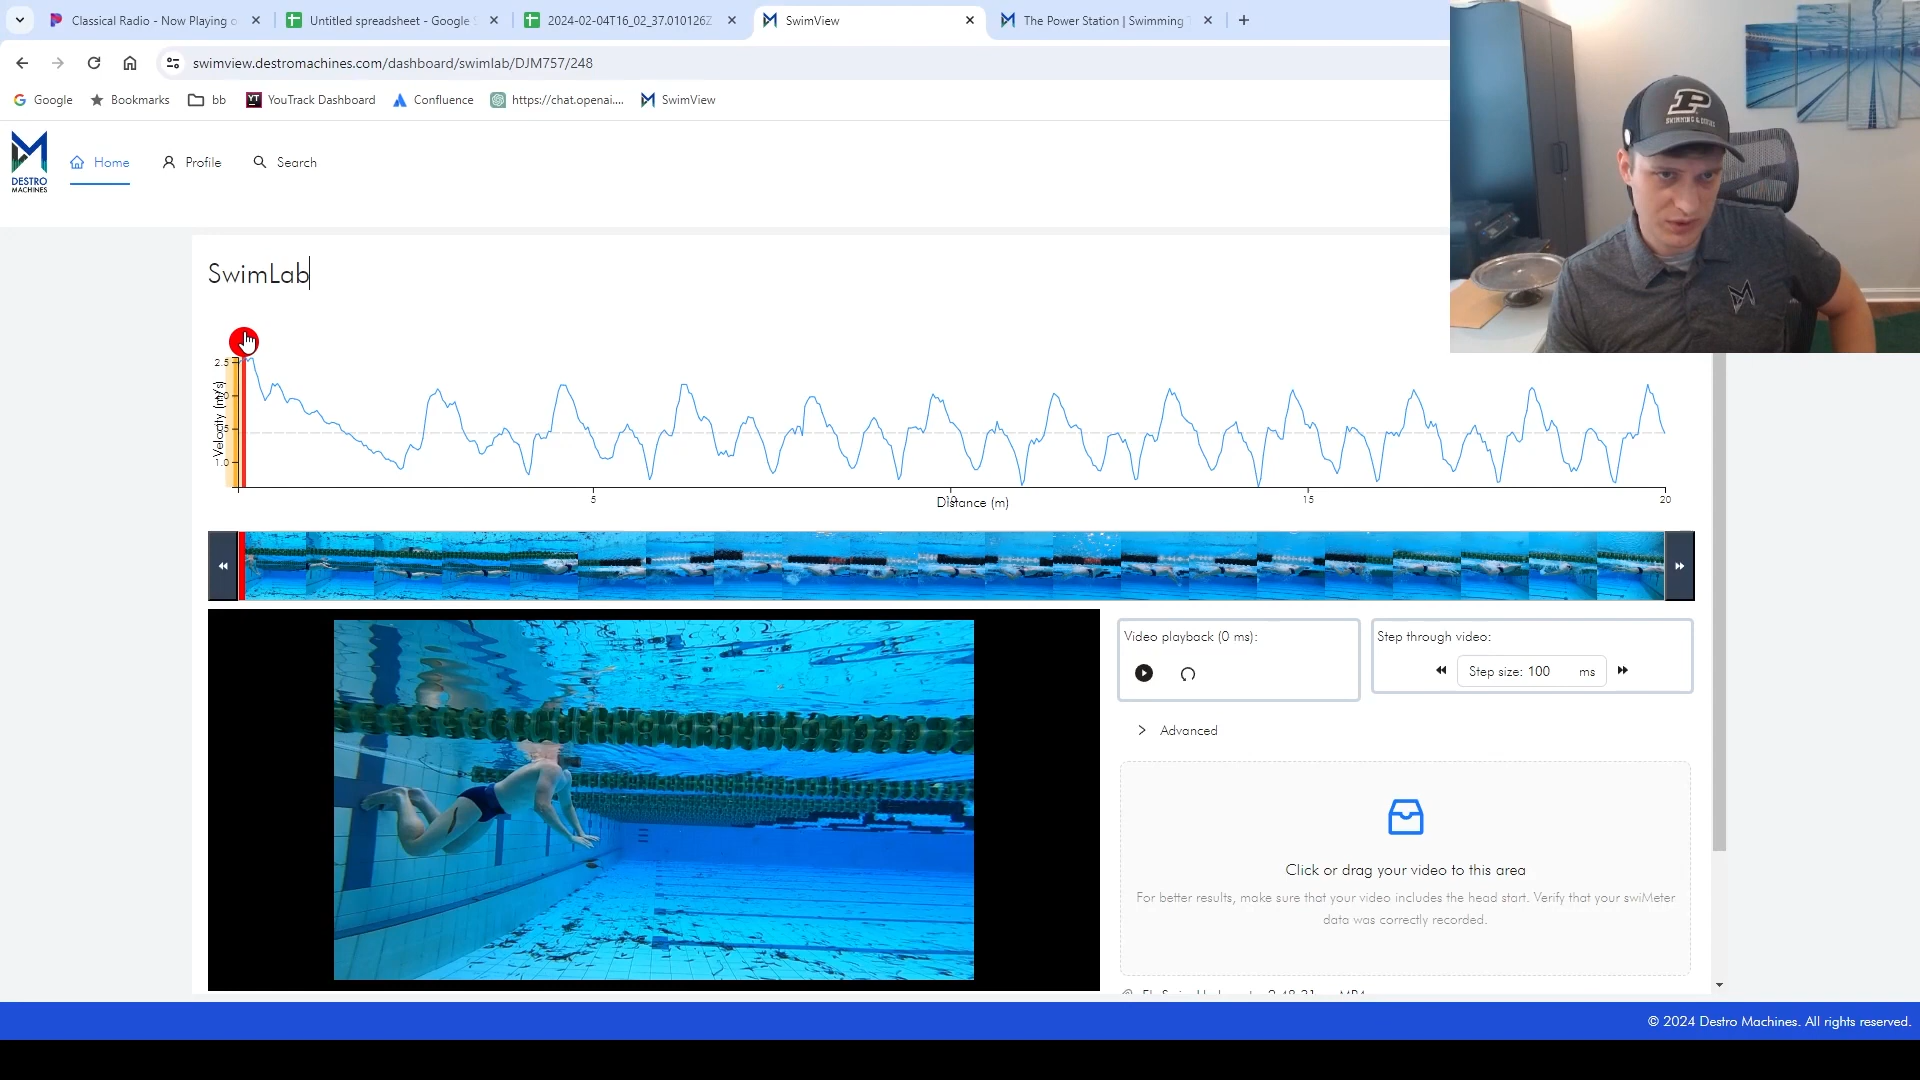 Classical Radio - Now Playing o
Untitled spreadsheet - Google S
2024-02-04T16_02_37.010126Z
SwimView
The Power Station | Swimming T
swimview.destromachines.com/dashboard/swimlab/DJM757/248
Google
Bookmarks
bb
YouTrack Dashboard
Confluence
https://chat.openai....
SwimView
DESTRO
MACHINES
Home
Profile
Search
P
SWIMMING & DIVING
SwimLab
2.5
1.0
Velocity (m/s)
5
15
20
Distance (m)
Video playback (0 ms):
Step through video:
Step size: 100 ms
Advanced
Click or drag your video to this area
For better results, make sure that your video includes the head start. Verify that your swiMeter
data was correctly recorded.
© 2024 Destro Machines. All rights reserved.